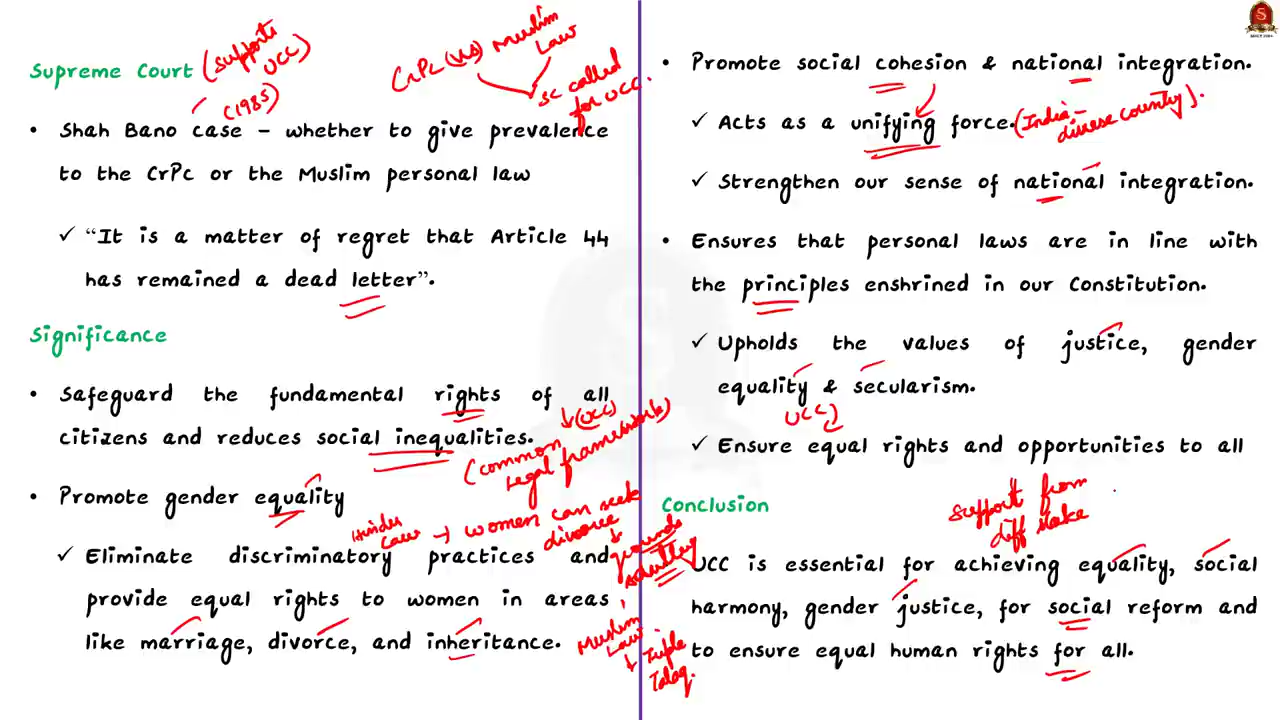 Supreme Court (supports
UCC)
(1985)
CrPC (vs) Muslim
Law
SC called
for UCC.
• Shah Bano case – whether to give prevalence
to the CrPc or the Muslim personal law
✓ “It is a matter of regret that Article 44
has remained a dead letter”.
Significance
• Safeguard the fundamental rights of all
citizens and reduces social inequalities.
(UCC)
(common
legal framework)
• Promote gender equality
Hindu
Law → women can seek
divorce
grounds
adultery
✓ Eliminate discriminatory practices and
provide equal rights to women in areas
like marriage, divorce, and inheritance.
Muslim
Law
Triple
Talaq.
• Promote social cohesion & national integration.
✓ Acts as a unifying force. (India-
diverse country).
✓ Strengthen our sense of national integration.
• Ensures that personal laws are in line with
the principles enshrined in our Constitution.
✓ Upholds the values of justice, gender
equality & secularism.
UCC
✓ Ensure equal rights and opportunities to all
Conclusion
support from
diff stake
UCC is essential for achieving equality, social
harmony, gender justice, for social reform and
to ensure equal human rights for all.